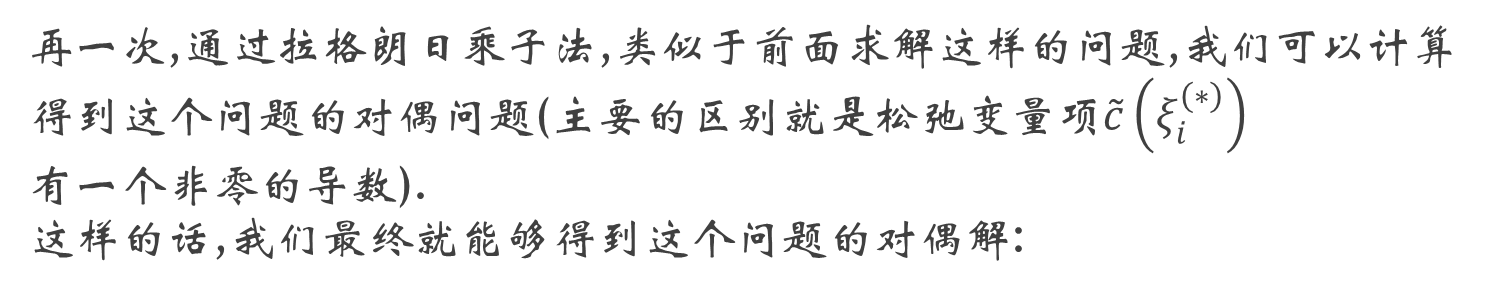 再一次,通过拉格朗日乘子法,类似于前面求解这样的问题,我们可以计算
得到这个问题的对偶问题(主要的区别就是松弛变量项$\tilde{c}\left(\xi_i^{(*)}\right)$
有一个非零的导数).
这样的话,我们最终就能够得到这个问题的对偶解: